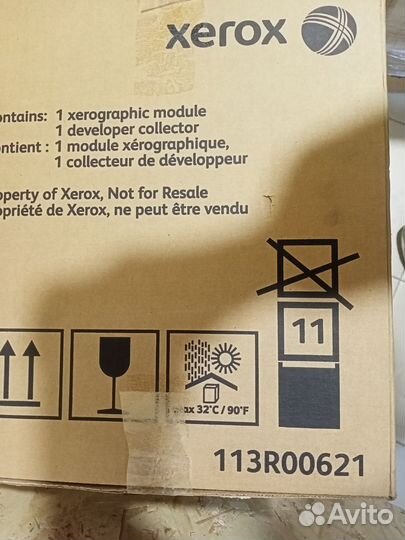 xerox
ontains: 1 xerographic module
1 developer collector
ontient : 1 module xérographique,
1 collecteur de développeur
operty of Xerox, Not for Resale
opriété de Xerox, ne peut être vendu
11
ax 32°C / 90°F
113R00621
Avito